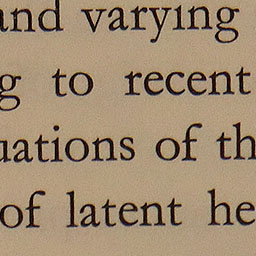 and varying
g to recent
uations of th
of latent he